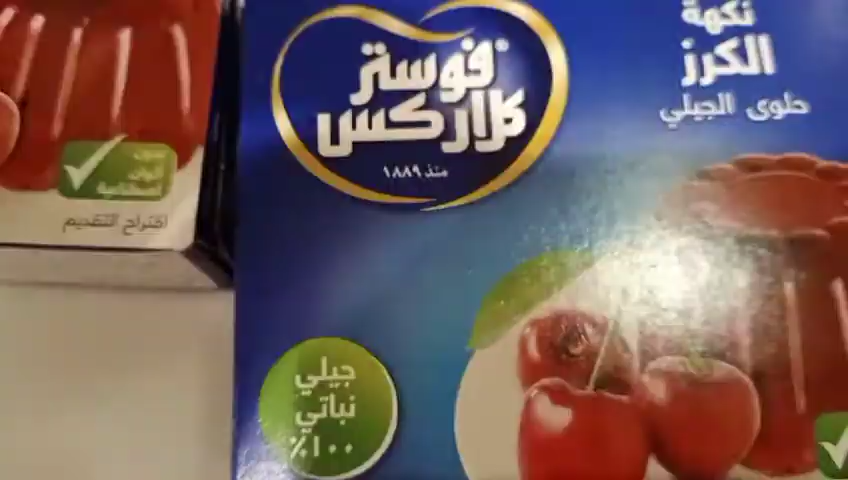 فوستر
كلاركس
منذ ١٨٨٩
نكهة
الكرز
حلوى الجيلي
جيلي
نباتي
١٠٠٪
اقتراح التقديم